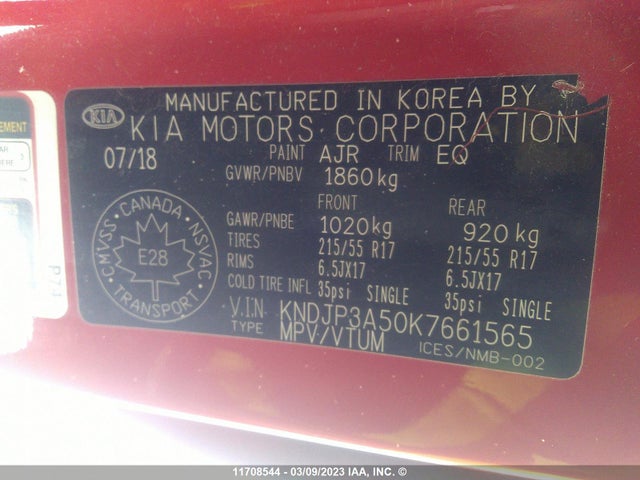 MANUFACTURED IN KOREA BY
KIA
KIA MOTORS CORPORATION
07/18 PAINT AJR TRIM EQ
GVWR/PNBV 1860kg
FRONT REAR
GAWR/PNBE 1020kg 920kg
TIRES 215/55 R17 215/55 R17
RIMS 6.5JX17 6.5JX17
COLD TIRE INFL 35psi SINGLE 35psi SINGLE
V.I.N KNDJP3A50K7661565
TYPE MPV/VTUM ICES/NMB-002
CANADA
CMVSS NSVAC
E28
TRANSPORT
EMENT
P7.1
11708544 — 03/09/2023 IAA, INC. ©